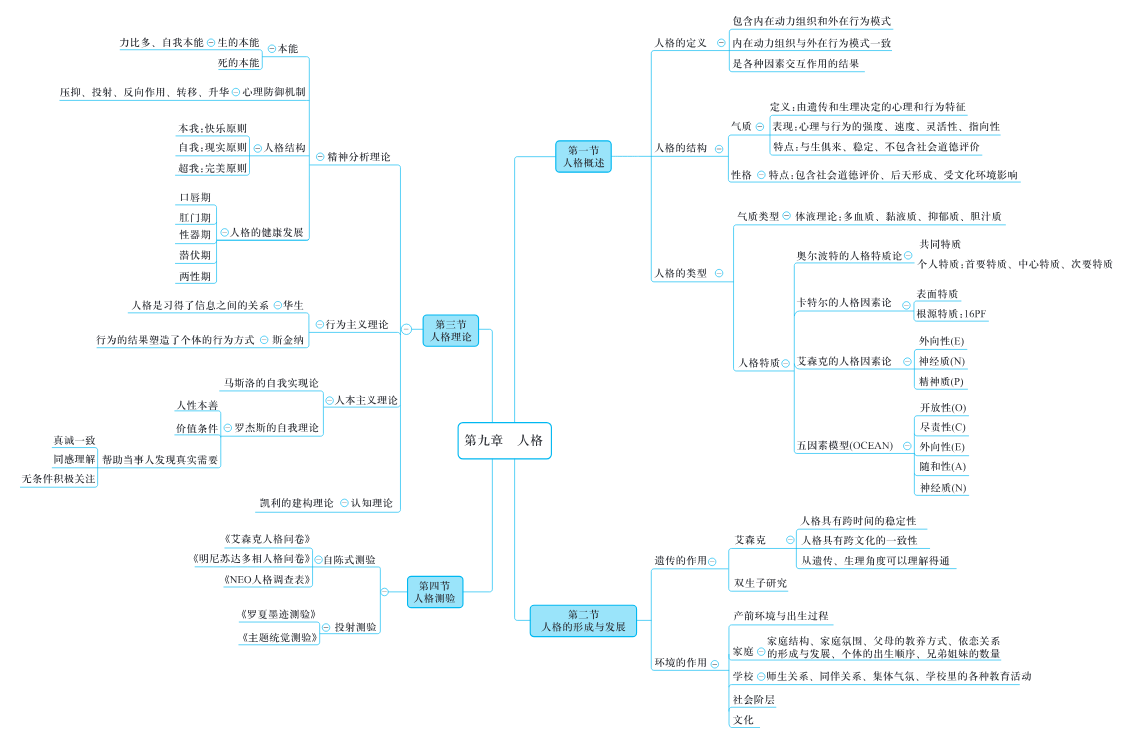 第九章 人格
第一节
人格概述
人格的定义
包含内在动力组织和外在行为模式
内在动力组织与外在行为模式一致
是各种因素交互作用的结果
人格的结构
气质
定义:由遗传和生理决定的心理和行为特征
表现:心理与行为的强度、速度、灵活性、指向性
特点:与生俱来、稳定、不包含社会道德评价
性格
特点:包含社会道德评价、后天形成、受文化环境影响
人格的类型
气质类型
体液理论:多血质、黏液质、抑郁质、胆汁质
人格特质
奥尔波特的人格特质论
共同特质
个人特质:首要特质、中心特质、次要特质
卡特尔的人格因素论
表面特质
根源特质:16PF
艾森克的人格因素论
外向性(E)
神经质(N)
精神质(P)
五因素模型(OCEAN)
开放性(O)
尽责性(C)
外向性(E)
随和性(A)
神经质(N)
第二节
人格的形成与发展
遗传的作用
艾森克
人格具有跨时间的稳定性
人格具有跨文化的一致性
从遗传、生理角度可以理解得通
双生子研究
环境的作用
产前环境与出生过程
家庭
家庭结构、家庭氛围、父母的教养方式、依恋关系
的形成与发展、个体的出生顺序、兄弟姐妹的数量
学校
师生关系、同伴关系、集体气氛、学校里的各种教育活动
社会阶层
文化
第三节
人格理论
精神分析理论
本能
生的本能
力比多、自我本能
死的本能
心理防御机制
压抑、投射、反向作用、转移、升华
人格结构
本我:快乐原则
自我:现实原则
超我:完美原则
人格的健康发展
口唇期
肛门期
性器期
潜伏期
两性期
行为主义理论
华生
人格是习得了信息之间的关系
斯金纳
行为的结果塑造了个体的行为方式
人本主义理论
马斯洛的自我实现论
罗杰斯的自我理论
人性本善
价值条件
帮助当事人发现真实需要
真诚一致
同感理解
无条件积极关注
认知理论
凯利的建构理论
第四节
人格测验
自陈式测验
《艾森克人格问卷》
《明尼苏达多相人格问卷》
《NEO人格调查表》
投射测验
《罗夏墨迹测验》
《主题统觉测验》